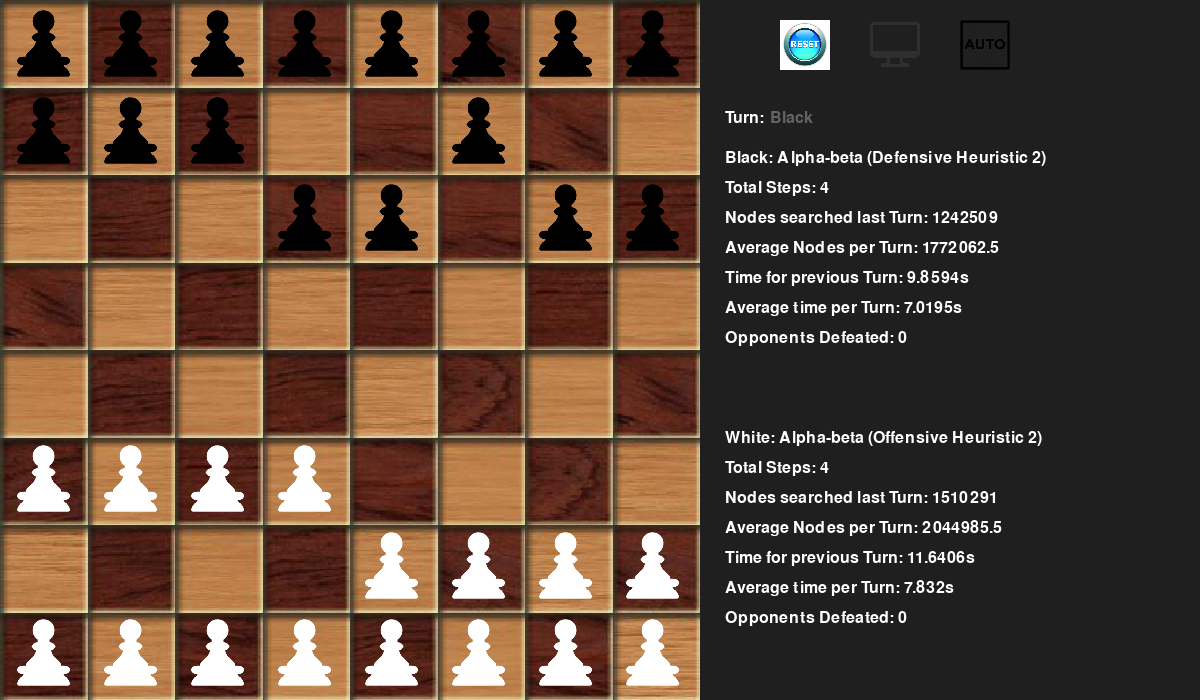 RESET
AUTO
Turn: Black
Black: Alpha-beta (Defensive Heuristic 2)
Total Steps: 4
Nodes searched last Turn: 1242509
Average Nodes per Turn: 1772062.5
Time for previous Turn: 9.8594s
Average time per Turn: 7.0195s
Opponents Defeated: 0
White: Alpha-beta (Offensive Heuristic 2)
Total Steps: 4
Nodes searched last Turn: 1510291
Average Nodes per Turn: 2044985.5
Time for previous Turn: 11.6406s
Average time per Turn: 7.832s
Opponents Defeated: 0